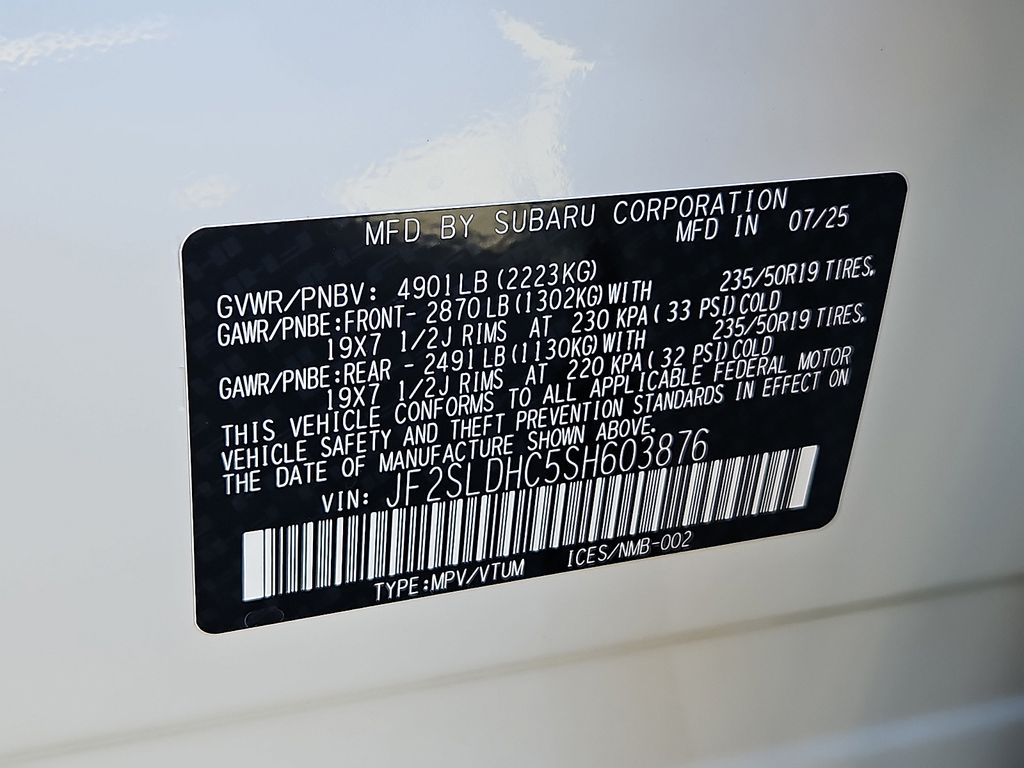 MFD BY SUBARU CORPORATION
MFD IN 07/25
GVWR/PNBV: 4901LB (2223KG)
GAWR/PNBE:FRONT- 2870LB(1302KG)WITH 235/50R19 TIRES,
19X7 1/2J RIMS AT 230 KPA( 33 PSI)COLD
GAWR/PNBE:REAR - 2491LB(1130KG)WITH 235/50R19 TIRES,
19X7 1/2J RIMS AT 220 KPA( 32 PSI)COLD
THIS VEHICLE CONFORMS TO ALL APPLICABLE FEDERAL MOTOR
VEHICLE SAFETY AND THEFT PREVENTION STANDARDS IN EFFECT ON
THE DATE OF MANUFACTURE SHOWN ABOVE.
VIN: JF2SLDHC5SH603876
TYPE:MPV/VTUM ICES/NMB-002